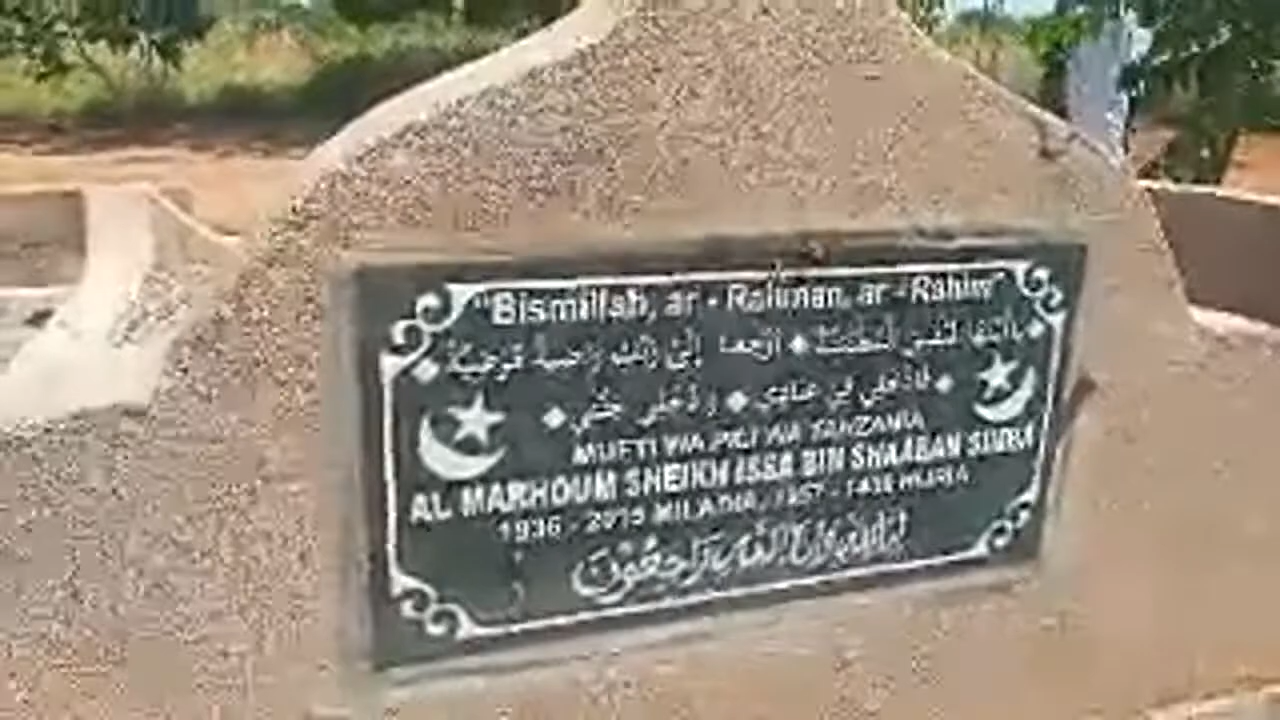 "Bismillah, ar - Rahman, ar - Rahim"
يا أيتها النفس المطمئنة ◆ ارجعي إلى ربك راضية مرضية
◆ فادخلي في عبادي ◆ وادخلي جنتي ◆
MUFTI WA PILI WA TANZANIA
AL MARHOUM SHEIKH ISSA BIN SHAABAN SIMBA
1936 - 2015 MILADIA, 1357 - 1436 HIJRIA
إنا لله وإنا إليه راجعون